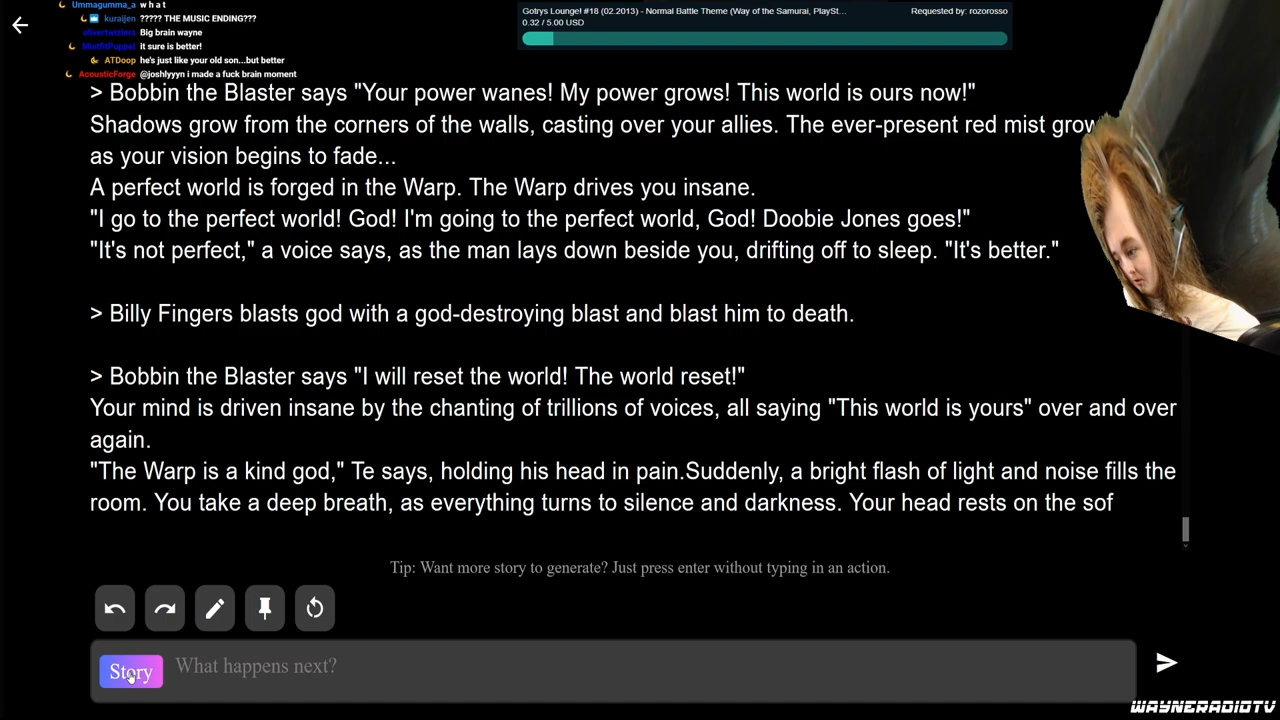 Ummagumma_a w h a t
kuraijen ????? THE MUSIC ENDING???
olivertwizlers Big brain wayne
MistfitPuppet it sure is better!
ATDoop he's just like your old son...but better
AcousticForge @joshlyyyn i made a fuck brain moment
Gotrys Lounge! #18 (02.2013) - Normal Battle Theme (Way of the Samurai, PlaySt... Requested by: rozorosso
0.32 / 5.00 USD
> Bobbin the Blaster says "Your power wanes! My power grows! This world is ours now!"
Shadows grow from the corners of the walls, casting over your allies. The ever-present red mist grow
as your vision begins to fade...
A perfect world is forged in the Warp. The Warp drives you insane.
"I go to the perfect world! God! I'm going to the perfect world, God! Doobie Jones goes!"
"It's not perfect," a voice says, as the man lays down beside you, drifting off to sleep. "It's better."
> Billy Fingers blasts god with a god-destroying blast and blast him to death.
> Bobbin the Blaster says "I will reset the world! The world reset!"
Your mind is driven insane by the chanting of trillions of voices, all saying "This world is yours" over and over
again.
"The Warp is a kind god," Te says, holding his head in pain.Suddenly, a bright flash of light and noise fills the
room. You take a deep breath, as everything turns to silence and darkness. Your head rests on the sof
Tip: Want more story to generate? Just press enter without typing in an action.
Story What happens next?
WAYNERADIOTV